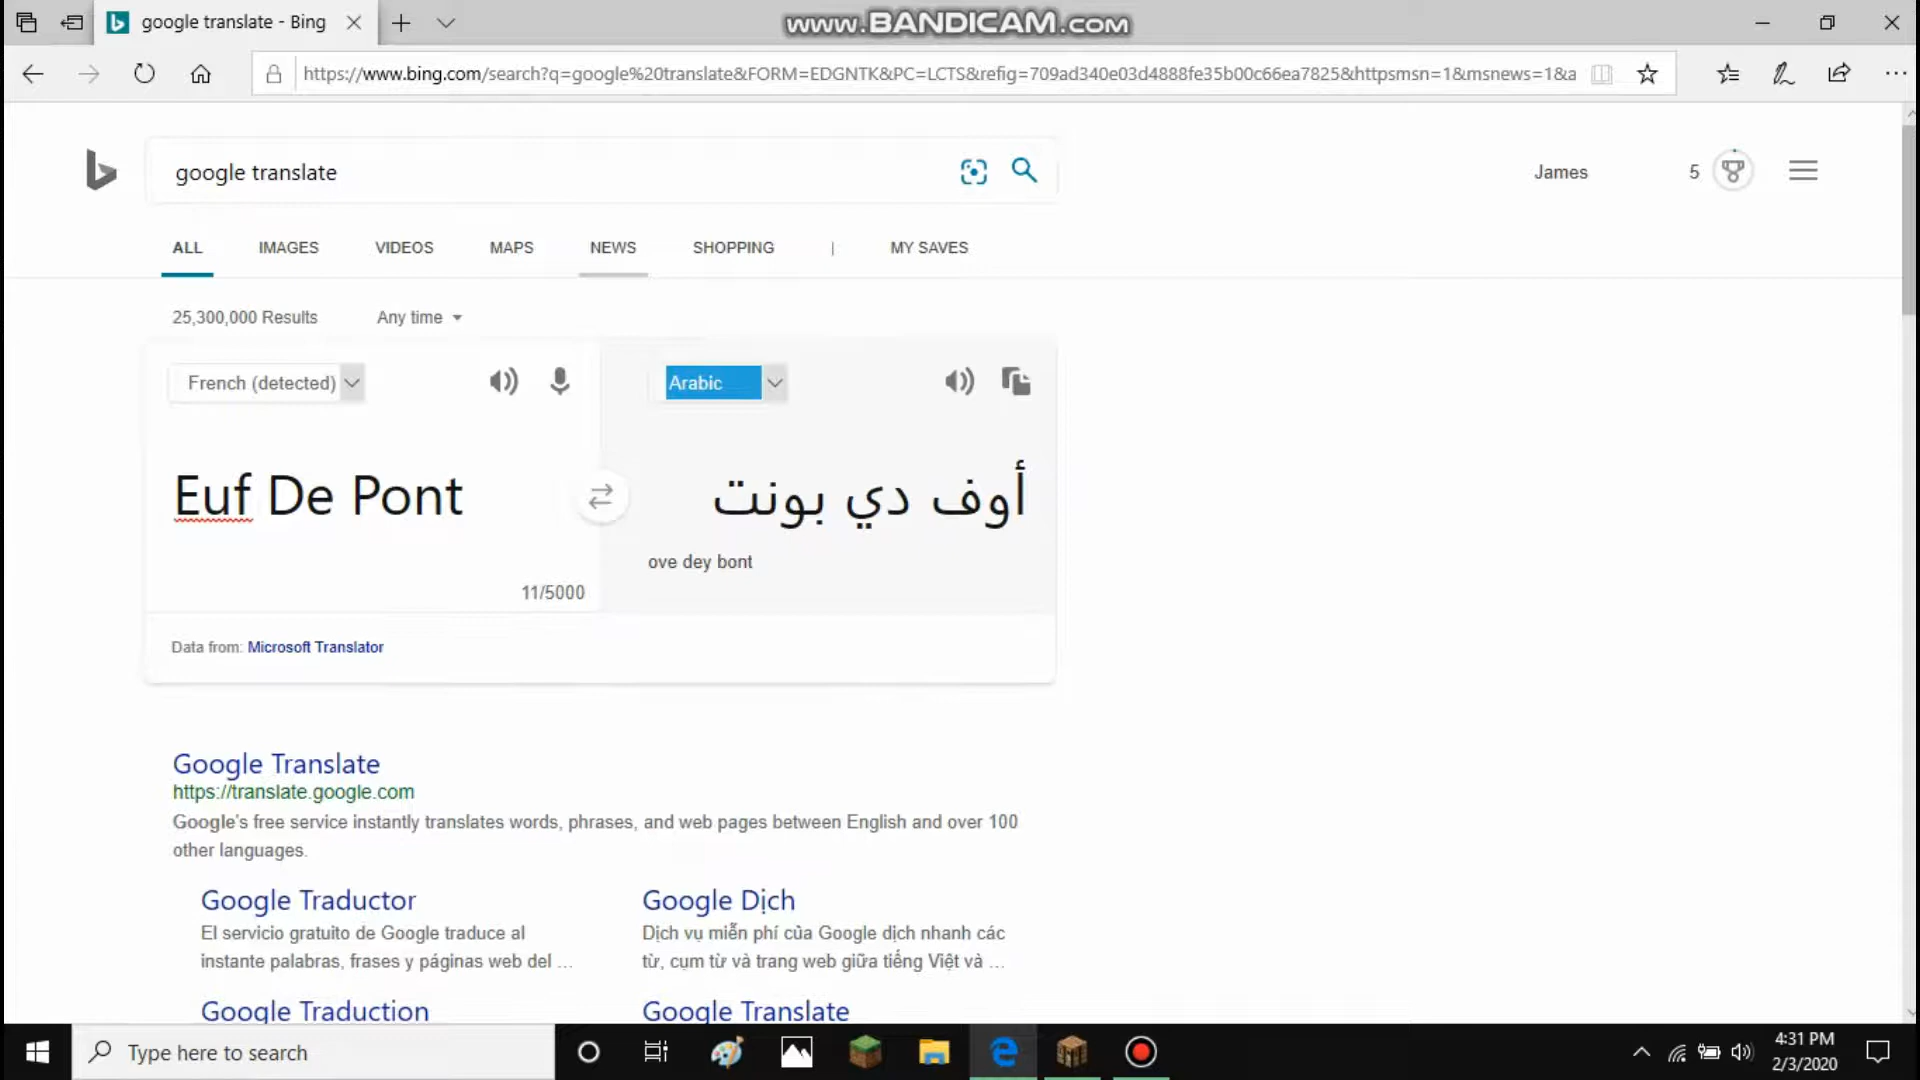 google translate - Bing
www.BANDICAM.com
https://www.bing.com/search?q=google%20translate&FORM=EDGNTK&PC=LCTS&refig=709ad340e03d4888fe35b00c66ea7825&httpsmsn=1&msnews=1&a
google translate
James
5
ALL IMAGES VIDEOS MAPS NEWS SHOPPING | MY SAVES
25,300,000 Results Any time
French (detected)
Arabic
Euf De Pont
أوف دي بونت
ove dey bont
11/5000
Data from: Microsoft Translator
Google Translate
https://translate.google.com
Google's free service instantly translates words, phrases, and web pages between English and over 100
other languages.
Google Traductor
El servicio gratuito de Google traduce al
instante palabras, frases y páginas web del ...
Google Dịch
Dịch vụ miễn phí của Google dịch nhanh các
từ, cụm từ và trang web giữa tiếng Việt và ...
Google Traduction
Google Translate
Type here to search
4:31 PM
2/3/2020